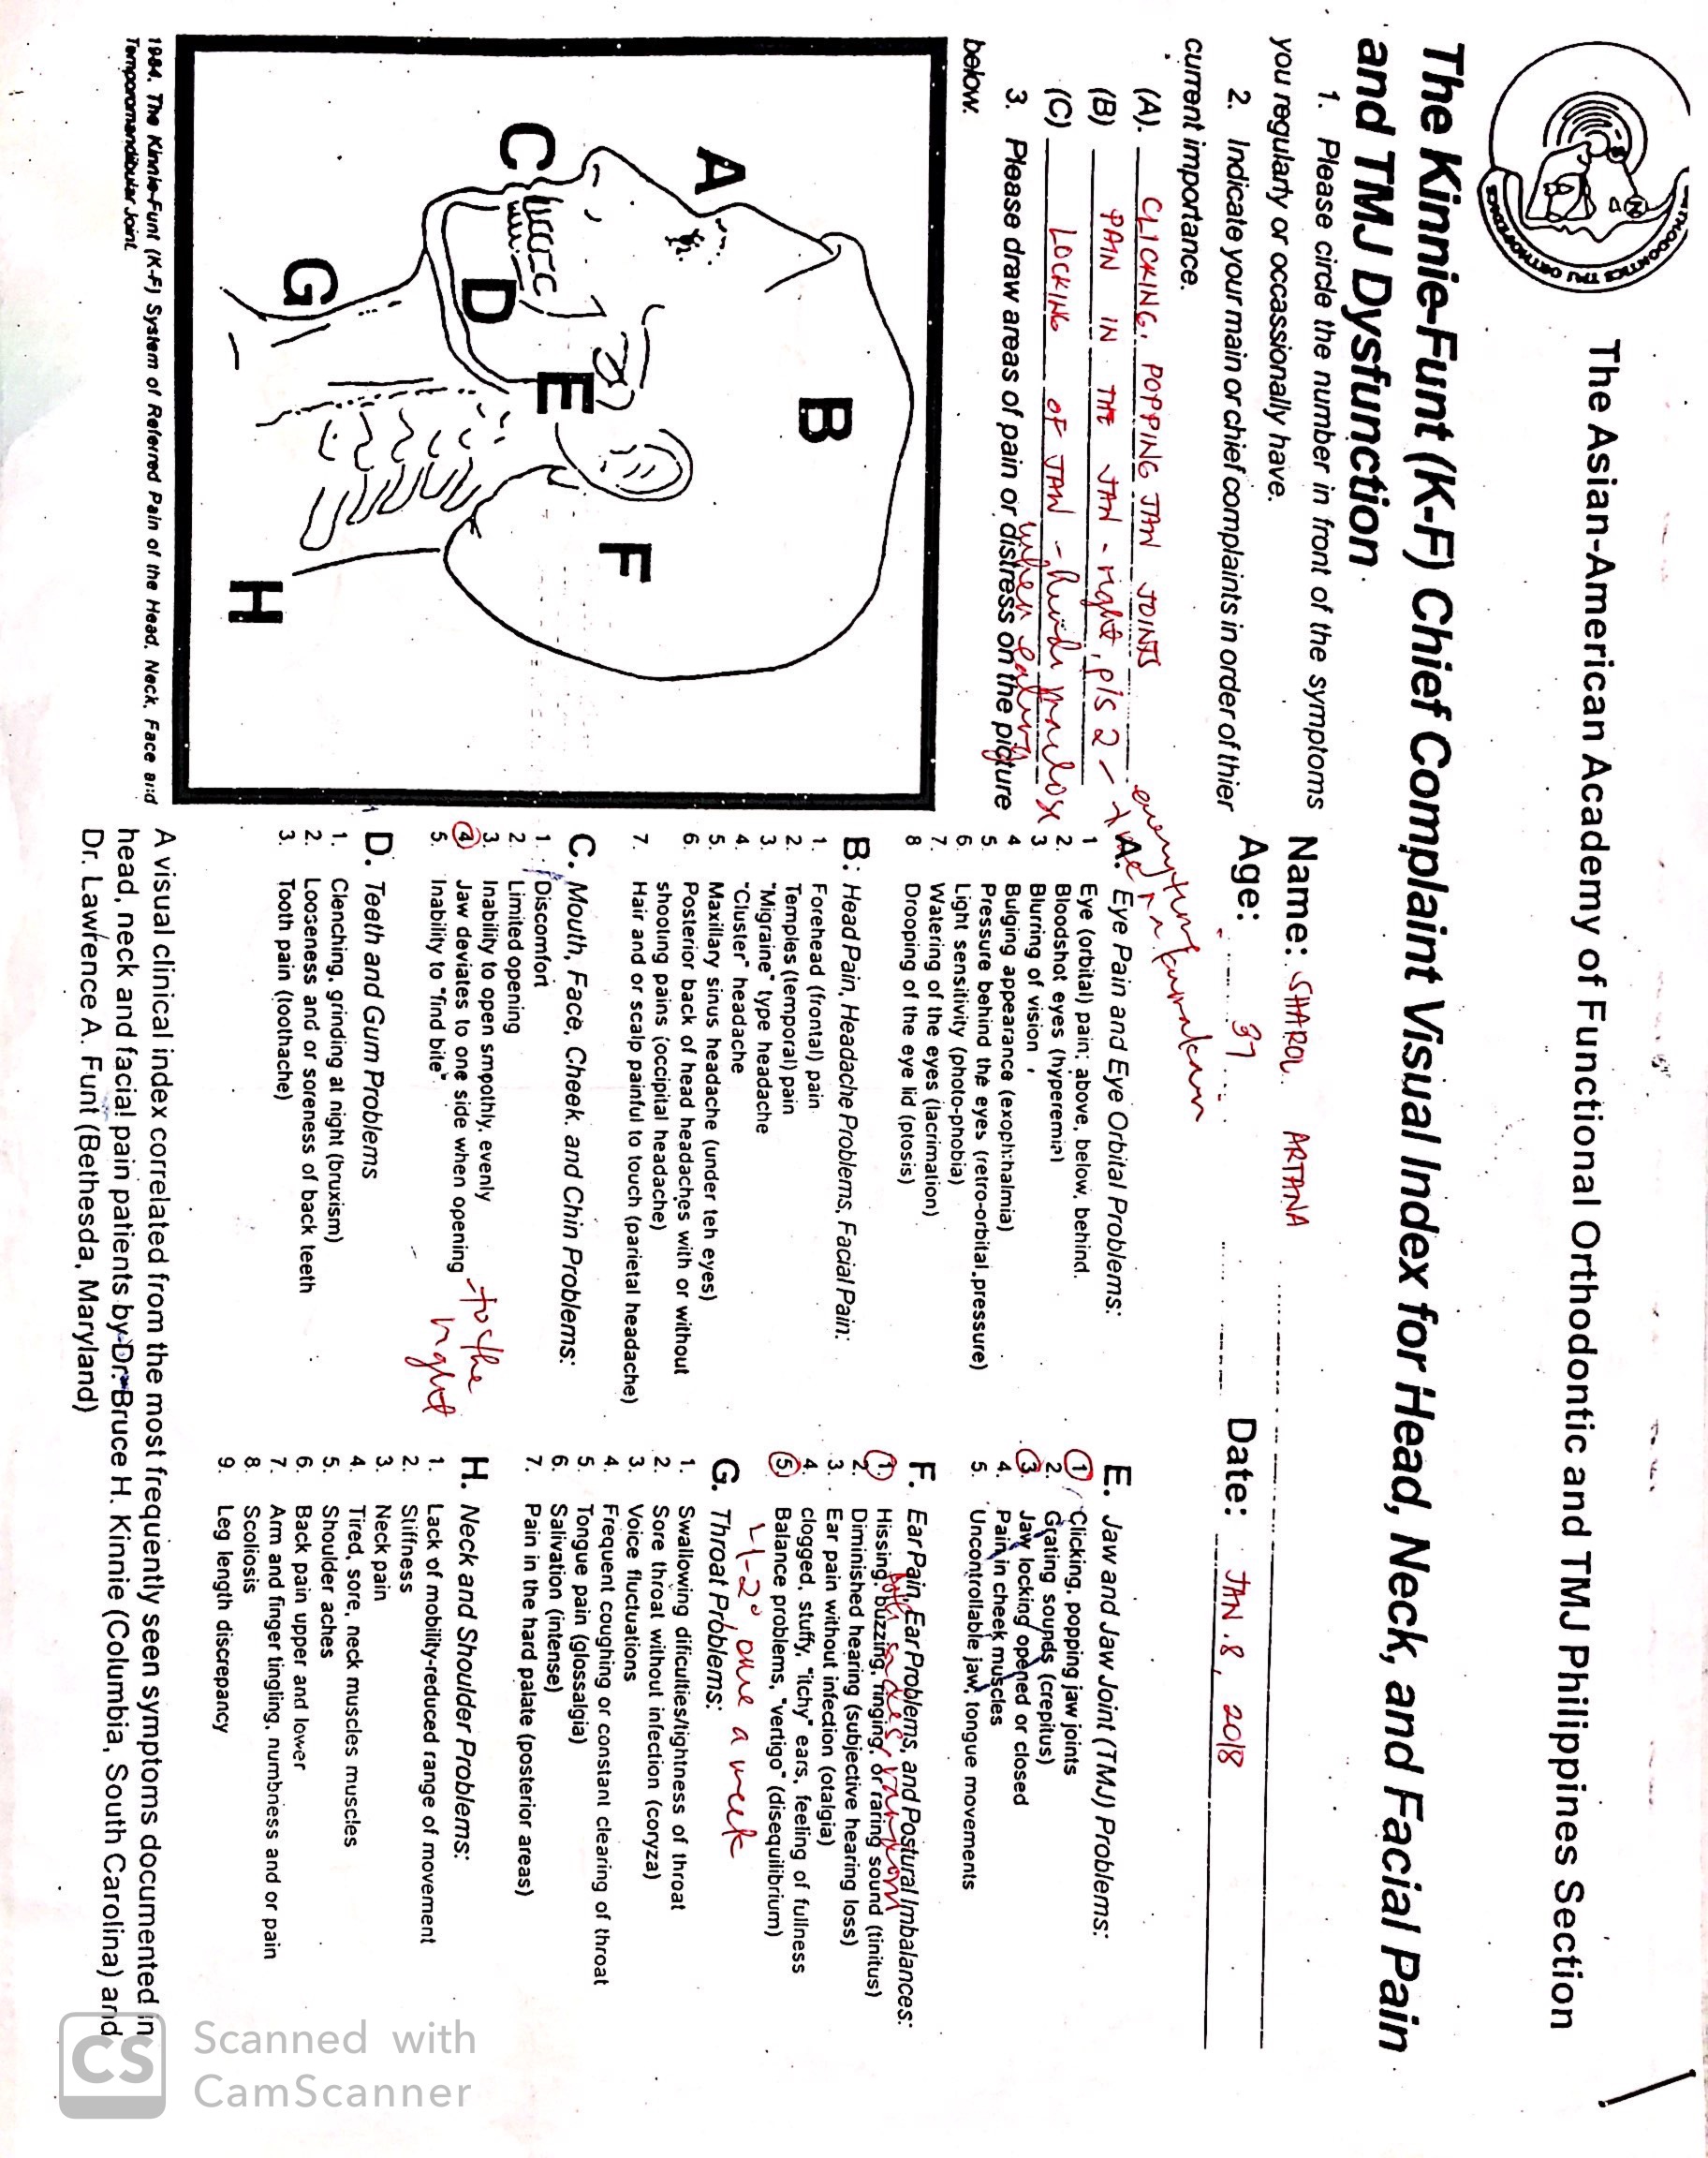 The Asian-American Academy of Functional Orthodontic and TMJ Philippines Section
The Kinnie-Funt (K-F) Chief Complaint Visual Index for Head, Neck, and Facial Pain
and TMJ Dysfunction
1. Please circle the number in front of the symptoms
you regularly or occassionally have.
2. Indicate your main or chief complaints in order of thier
current importance.
(A). CLICKING, POPPING JAW JOINTS
(B) PAIN IN THE JAW - right, p/s 2 -
(C) LOCKING OF JAW -
when eating
3. Please draw areas of pain or distress on the picture
below.
A
B
C
D
E
F
G
H
1984. The Kinnie-Funt (K-F) System of Referred Pain of the Head, Neck, Face and
Temporomandibular Joint.
Name: SHAROL ARTANA
Age: 37
Date: JAN. 8, 2018
everytime
A. Eye Pain and Eye Orbital Problems:
1 Eye (orbital) pain: above, below, behind.
2. Bloodshot eyes (hyperemia)
3 Blurring of vision
4 Bulging appearance (exophthalmia)
5. Pressure behind the eyes (retro-orbital pressure)
6. Light sensitivity (photo-phobia)
7. Watering of the eyes (lacrimation)
8 Drooping of the eye lid (ptosis)
B: Head Pain, Headache Problems, Facial Pain:
1. Forehead (frontal) pain
2 Temples (temporal) pain
3. "Migraine" type headache
4. "Cluster" headache
5. Maxillary sinus headache (under teh eyes)
6 Posterior back of head headaches with or without
shooting pains (occipital headache)
7. Hair and or scalp painful to touch (parietal headache)
C. Mouth, Face, Cheek. and Chin Problems:
1. Discomfort
2 Limited opening
3. Inability to open smoothly. evenly
4. Jaw deviates to one side when opening - to the
right
5. Inability to "find bite"
D. Teeth and Gum Problems
1. Clenching, grinding at night (bruxism)
2. Looseness and or soreness of back teeth
3. Tooth pain (toothache)
E. Jaw and Jaw Joint (TMJ) Problems:
1 Clicking, popping jaw joints
2 Grating sounds (crepitus)
3. Jaw locking opened or closed
4. Pain in cheek muscles
5. Uncontrollable jaw, tongue movements
F. Ear Pain, Ear Problems, and Postural Imbalances:
both sides, random
1. Hissing, buzzing, ringing, or raring sound (tinitus)
2. Diminished hearing (subjective hearing loss)
3. Ear pain without infection (otalgia)
4. clogged, stuffy, "itchy" ears, feeling of fullness
5 Balance problems, "vertigo" (disequilibrium)
1-2x, once a week
G. Throat Problems:
1. Swallowing dificulties/tightness of throat
2. Sore throat without infection (coryza)
3. Voice fluctuations
4. Frequent coughing or constant clearing of throat
5. Tongue pain (glossalgia)
6. Salivation (intense)
7. Pain in the hard palate (posterior areas)
H. Neck and Shoulder Problems:
1. Lack of mobility-reduced range of movement
2. Stiffness
3. Neck pain
4. Tired, sore, neck muscles muscles
5. Shoulder aches
6. Back pain upper and lower
7. Arm and finger tingling, numbness and or pain
8. Scoliosis
9. Leg length discrepancy
A visual clinical index correlated from the most frequently seen symptoms documented in
head, neck and facial pain patients by Dr. Bruce H. Kinnie (Columbia, South Carolina) and
Dr. Lawrence A. Funt (Bethesda, Maryland)
CS
Scanned with
CamScanner